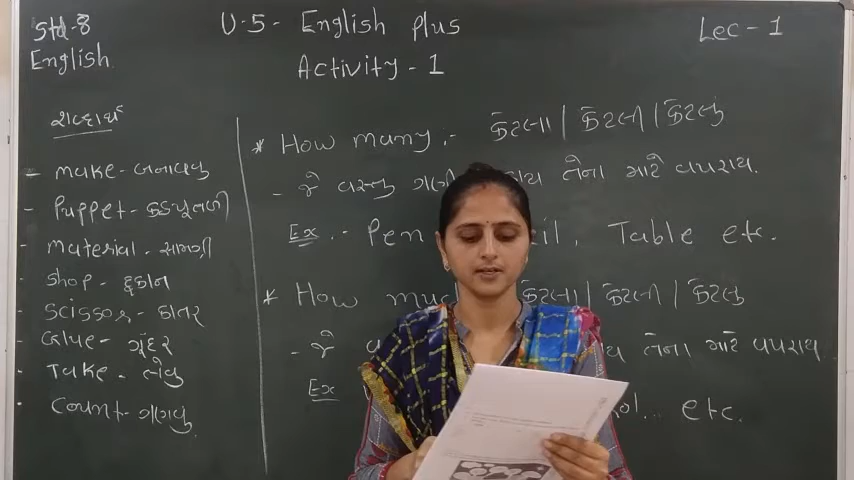 Std-8
English
U-5 - English plus
Activity - 1
Lec - 1
શબ્દાર્થ
- make - બનાવવુ
- Puppet - કઠપૂતળી
- material - સામગ્રી
- shop - દુકાન
- Scissor - કાતર
- Glue - ગુંદર
- Take - લેવુ
- Count - ગણવુ
* How many :- કેટલા | કેટલી | કેટલુ
- જે વસ્તુ ગણી તેના માટે વપરાય.
Ex :- Pen Table etc.
* How much કેટલા | કેટલી | કેટલુ
- જે તેના માટે વપરાય
Ex etc.